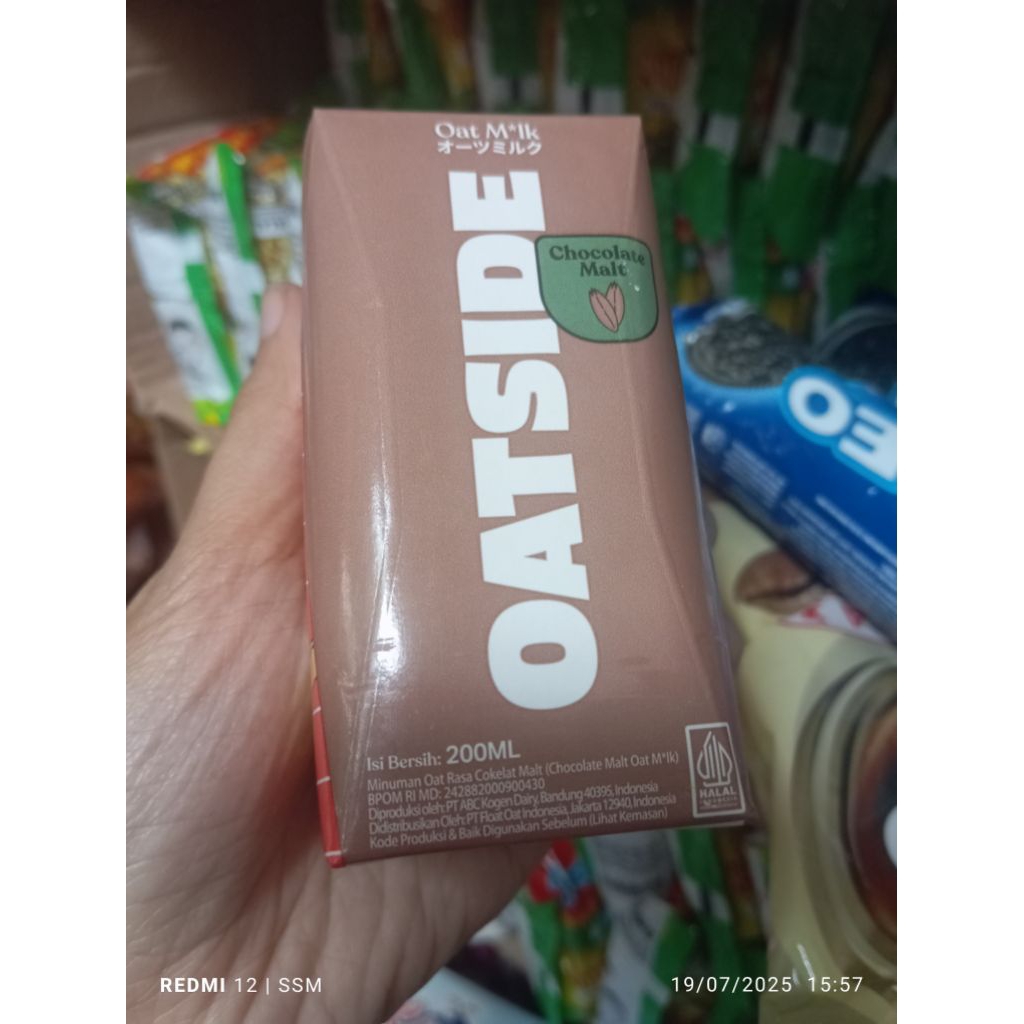 Oat M*lk
オーツミルク
OATSIDE
Chocolate
Malt
Isi Bersih: 200ML
Minuman Oat Rasa Cokelat Malt (Chocolate Malt Oat M*lk)
BPOM RI MD: 242882000900430
Diproduksi oleh: PT ABC Kogen Dairy, Bandung 40395, Indonesia
Didistribusikan Oleh: PT Float Oat Indonesia, Jakarta 12940, Indonesia
Kode Produksi & Baik Digunakan Sebelum (Lihat Kemasan)
HALAL
INDONESIA
OREO
REDMI 12 | SSM
19/07/2025 15:57